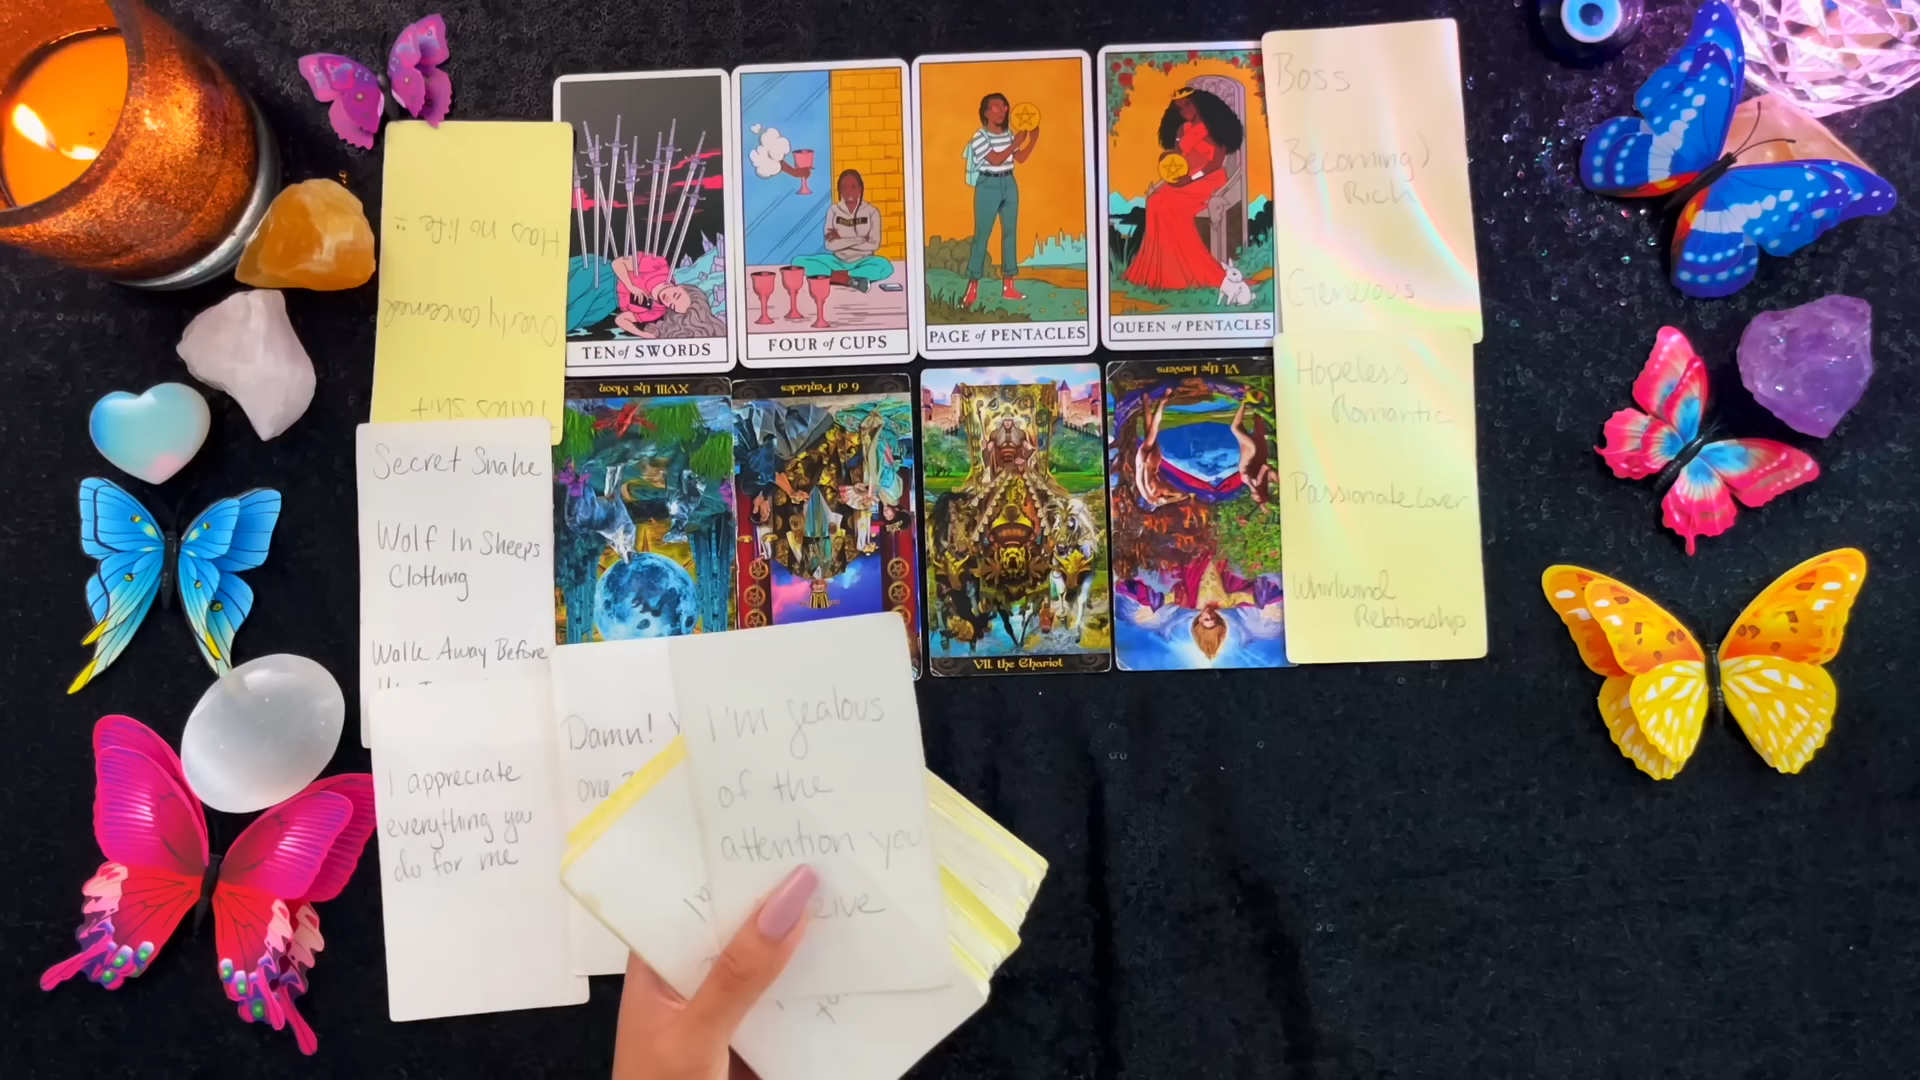 Has no life !!
Overly concerned
TEN of SWORDS
FOUR of CUPS
PAGE of PENTACLES
QUEEN of PENTACLES
Boss
Becoming)
Rich
Generous
XVIII. the Moon
6 of Pentacles
VII. the Chariot
VI. the Lovers
Hopeless
Romantic
Passionate Lover
Whirlwind
Relationship
Secret Snake
Wolf In Sheeps
Clothing
Walk Away Before
I appreciate
everything you
do for me
Damn!
one
I'm jealous
of the
attention you